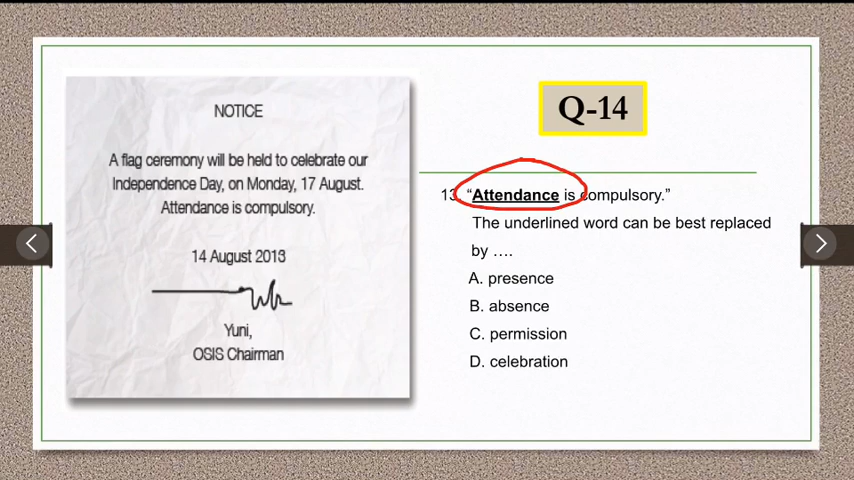 NOTICE
A flag ceremony will be held to celebrate our
Independence Day, on Monday, 17 August.
Attendance is compulsory.
14 August 2013
Yuni,
OSIS Chairman
Q-14
13. “Attendance is compulsory.”
The underlined word can be best replaced
by ….
A. presence
B. absence
C. permission
D. celebration